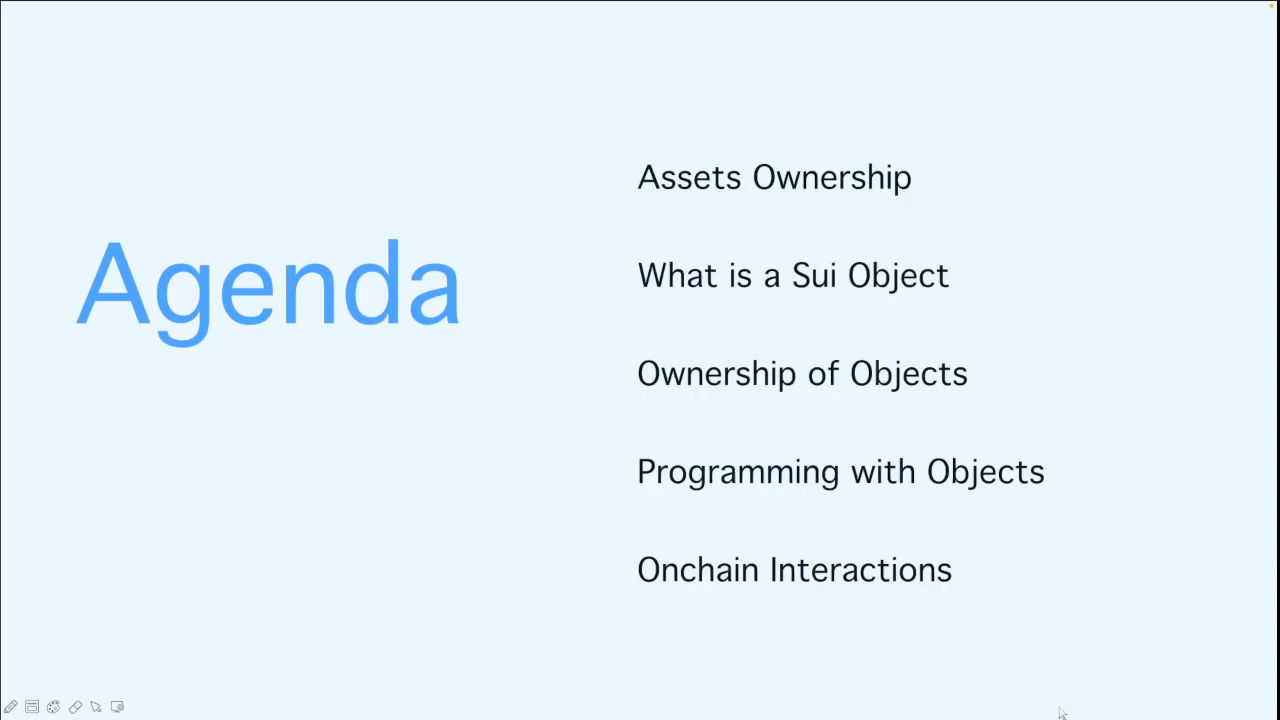 Agenda
Assets Ownership
What is a Sui Object
Ownership of Objects
Programming with Objects
Onchain Interactions